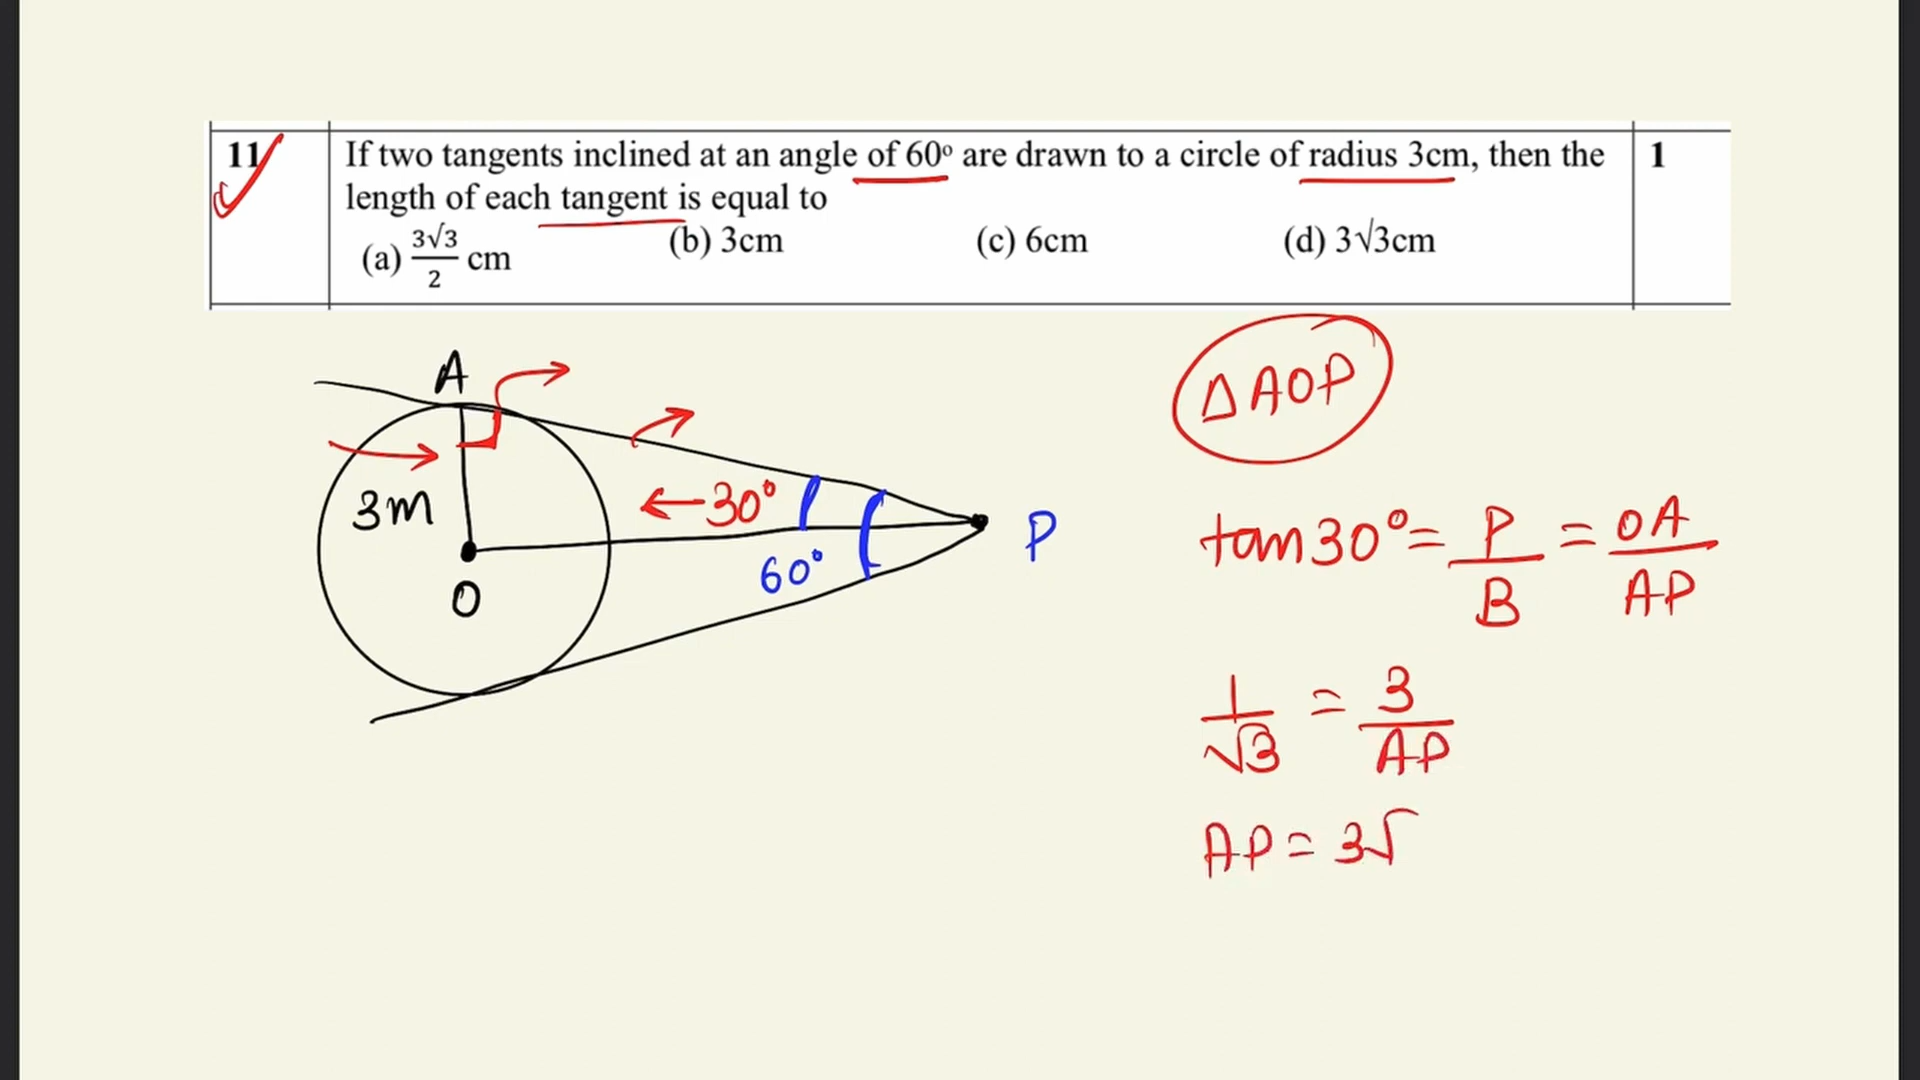 11 If two tangents inclined at an angle of 60º are drawn to a circle of radius 3cm, then the 1
length of each tangent is equal to
(a) 3√3/2 cm (b) 3cm (c) 6cm (d) 3√3cm
A
3m
O
30°
60°
P
△AOP
tan30° = P/B = OA/AP
1/√3 = 3/AP
AP = 3√